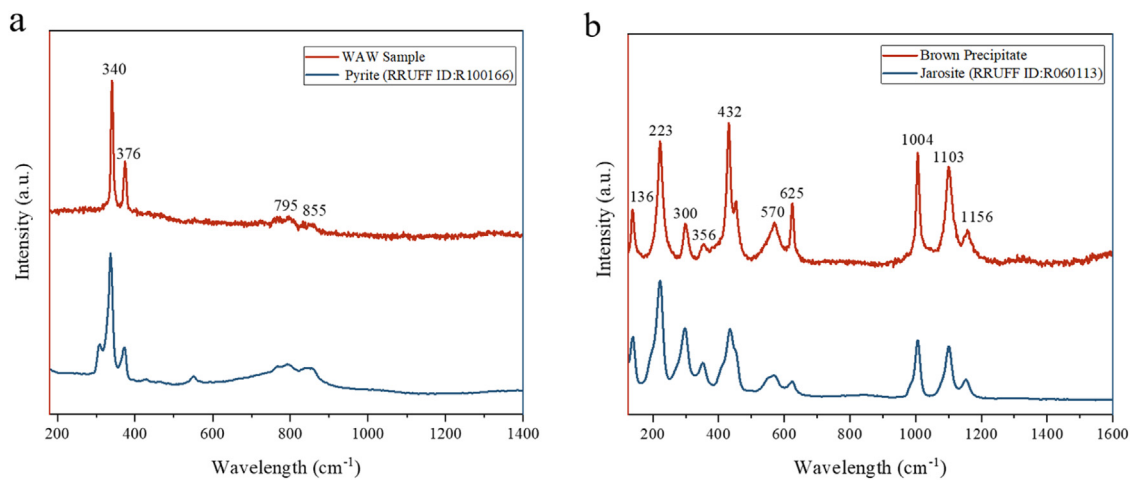 a
WAW Sample
Pyrite (RRUFF ID:R100166)
340
376
795
855
Intensity (a.u.)
200
400
600
800
1000
1200
1400
Wavelength (cm-1)
b
Brown Precipitate
Jarosite (RRUFF ID:R060113)
136
223
300
356
432
570
625
1004
1103
1156
Intensity (a.u.)
200
400
600
800
1000
1200
1400
1600
Wavelength (cm-1)